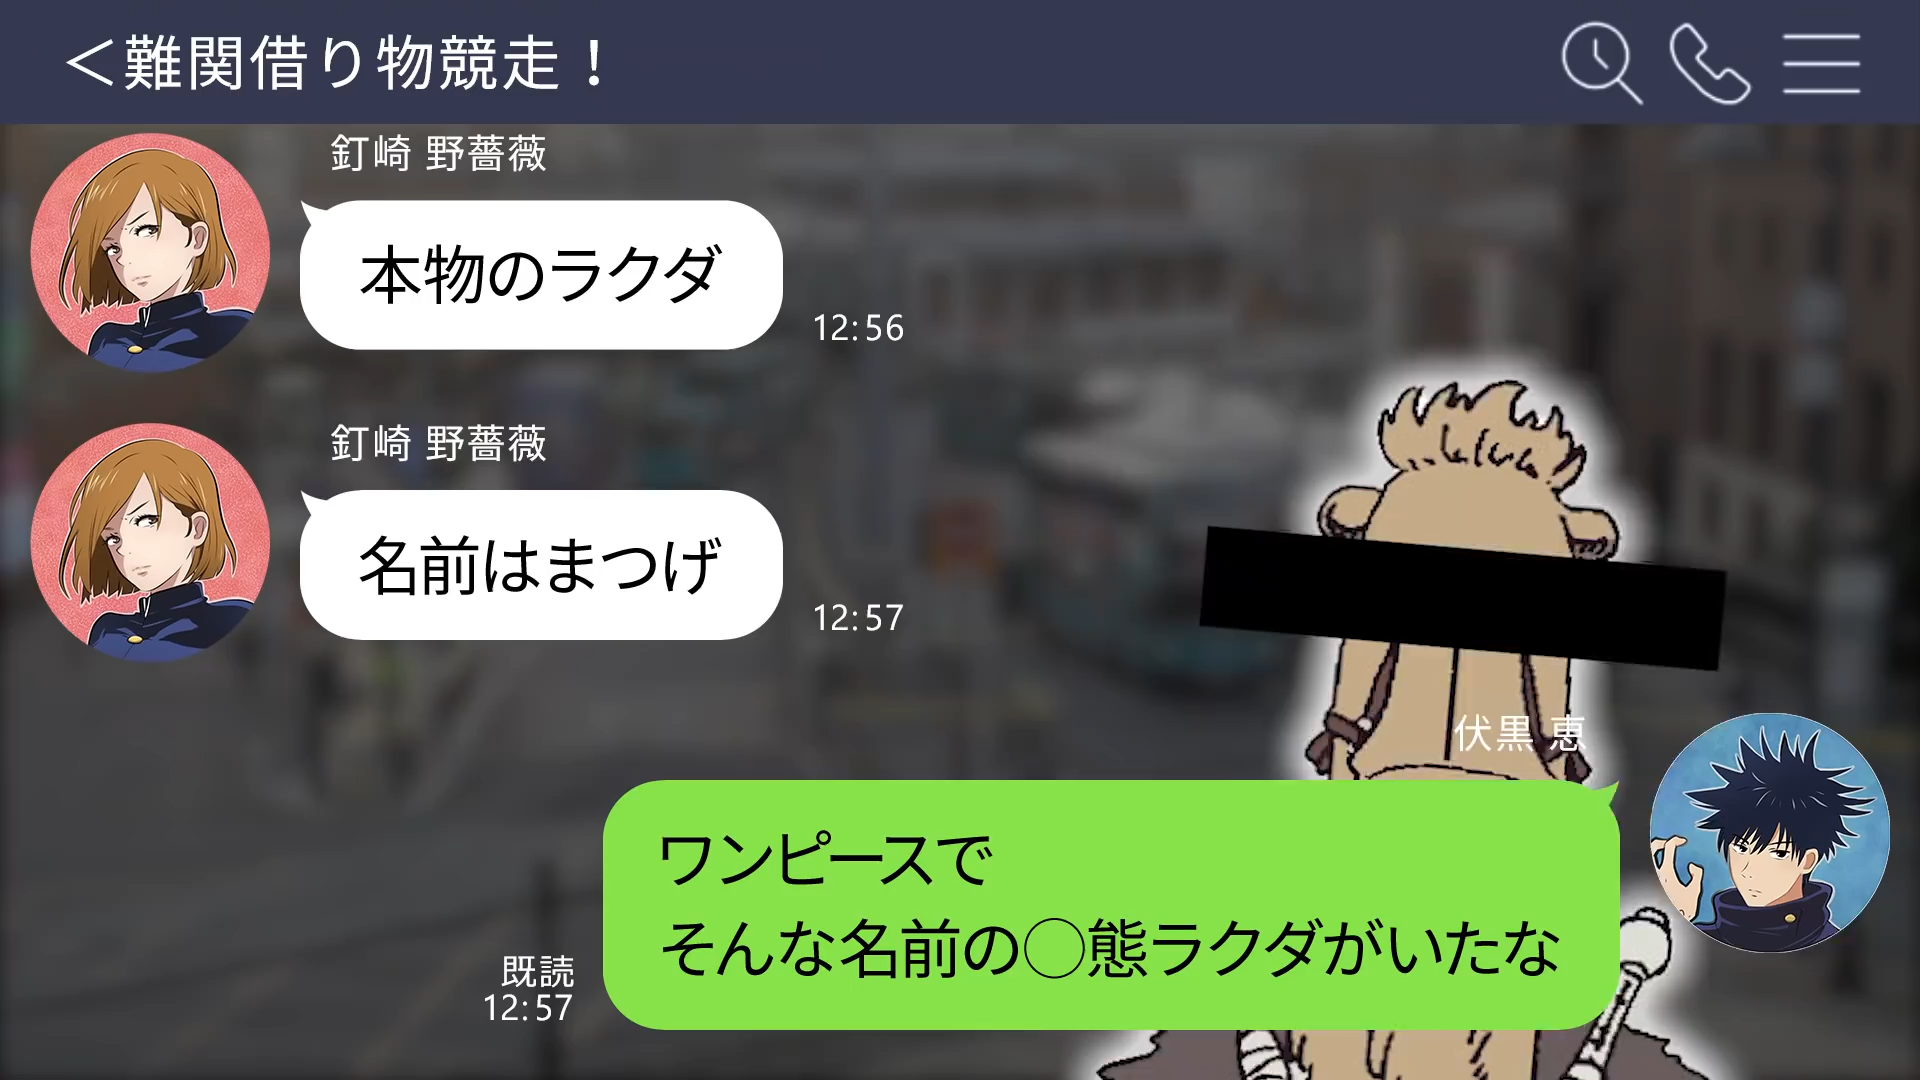 ＜難関借り物競走！
釘崎 野薔薇
本物のラクダ
12:56
釘崎 野薔薇
名前はまつげ
12:57
伏黒 恵
ワンピースで
そんな名前の◯態ラクダがいたな
既読
12:57